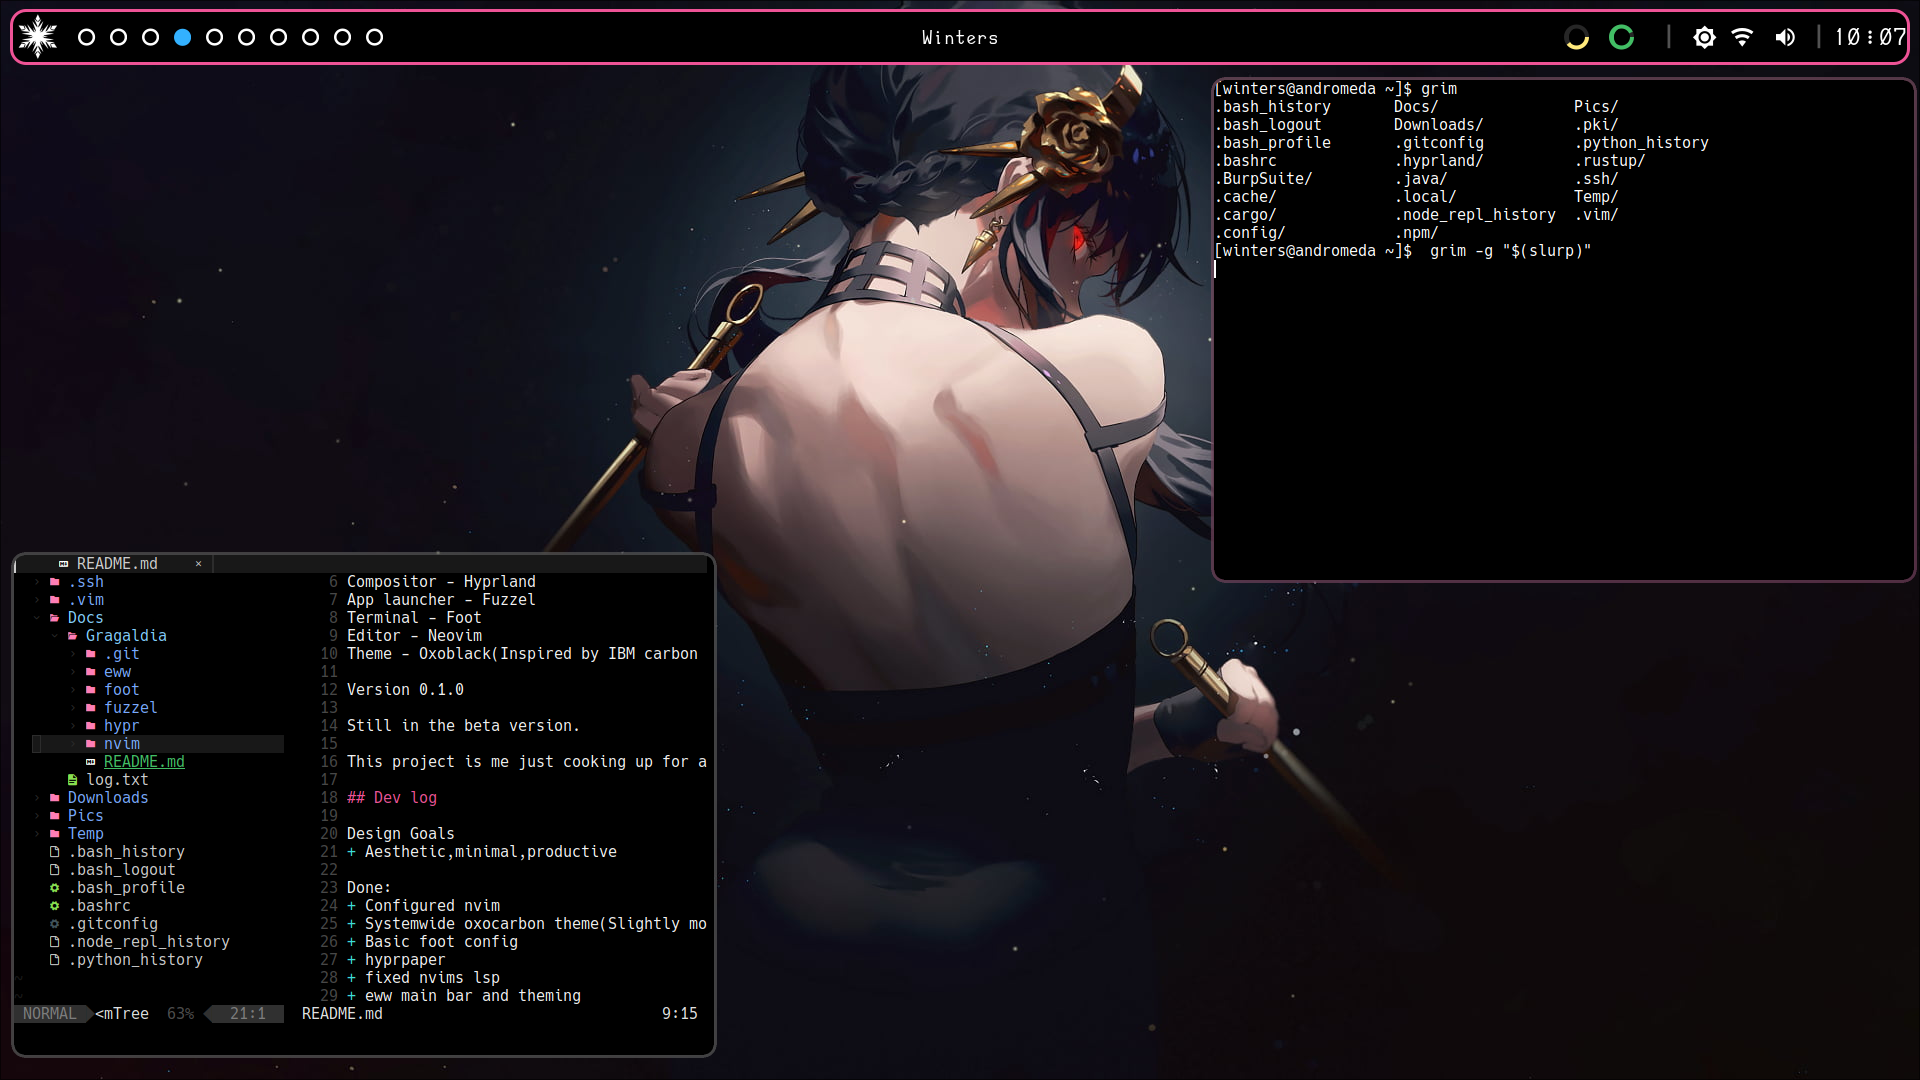 Winters
10:07
[winters@andromeda ~]$ grim
.bash_history Docs/ Pics/
.bash_logout Downloads/ .pki/
.bash_profile .gitconfig .python_history
.bashrc .hyprland/ .rustup/
.BurpSuite/ .java/ .ssh/
.cache/ .local/ Temp/
.cargo/ .node_repl_history .vim/
.config/ .npm/
[winters@andromeda ~]$  grim -g "$(slurp)"
README.md ×
.ssh
.vim
Docs
Gragaldia
.git
eww
foot
fuzzel
hypr
nvim
README.md
log.txt
Downloads
Pics
Temp
.bash_history
.bash_logout
.bash_profile
.bashrc
.gitconfig
.node_repl_history
.python_history
~
~
6 Compositor - Hyprland
7 App launcher - Fuzzel
8 Terminal - Foot
9 Editor - Neovim
10 Theme - Oxoblack(Inspired by IBM carbon
11
12 Version 0.1.0
13
14 Still in the beta version.
15
16 This project is me just cooking up for a
17
18 ## Dev log
19
20 Design Goals
21 + Aesthetic,minimal,productive
22
23 Done:
24 + Configured nvim
25 + Systemwide oxocarbon theme(Slightly mo
26 + Basic foot config
27 + hyprpaper
28 + fixed nvims lsp
29 + eww main bar and theming
NORMAL <mTree 63% 21:1 README.md 9:15